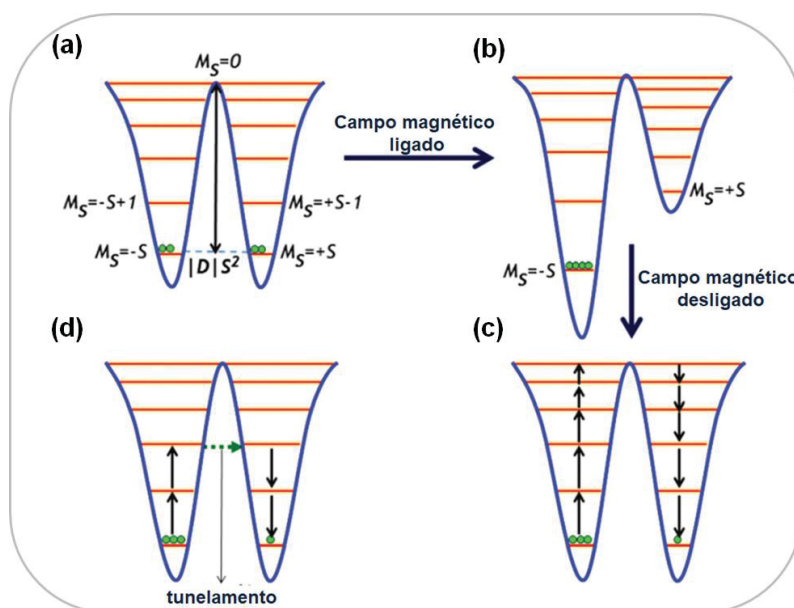 (a)
M_S=0
M_S=-S+1
M_S=+S-1
M_S=-S
|D|S²
M_S=+S
Campo magnético
ligado
(b)
M_S=+S
M_S=-S
Campo magnético
desligado
(d)
tunelamento
(c)